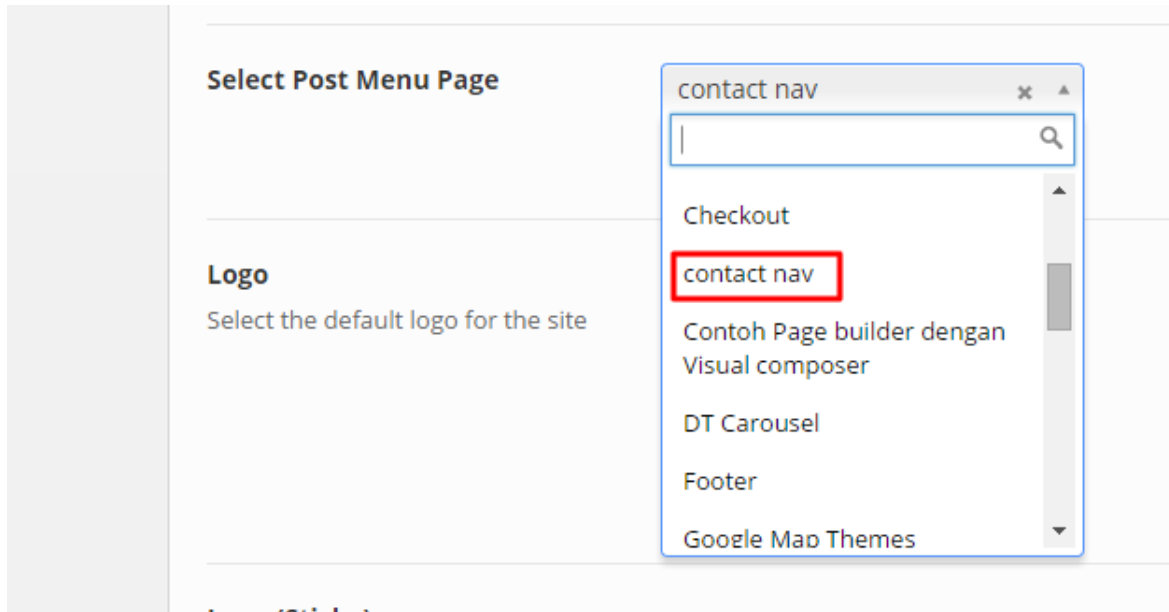 Select Post Menu Page
contact nav
Checkout
contact nav
Contoh Page builder dengan
Visual composer
DT Carousel
Footer
Google Map Themes
Logo
Select the default logo for the site